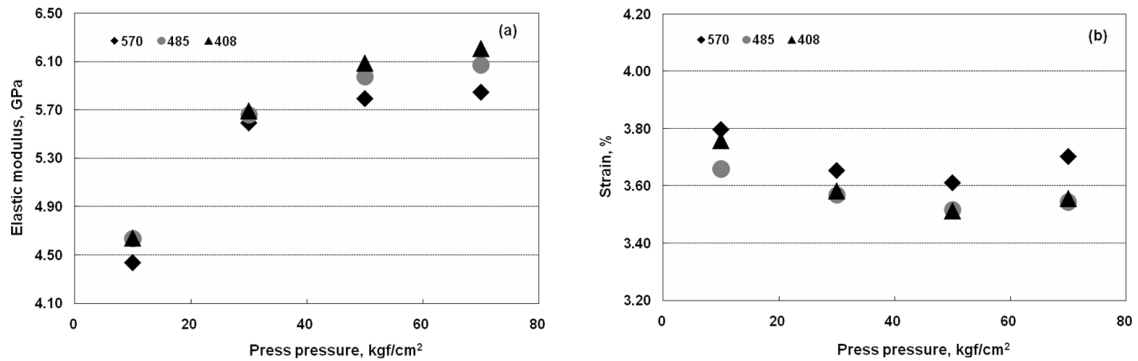 (a)
570 485 408
6.50
6.10
5.70
5.30
4.90
4.50
4.10
Elastic modulus, GPa
0 20 40 60 80
Press pressure, kgf/cm²
(b)
570 485 408
4.20
4.00
3.80
3.60
3.40
3.20
Strain, %
0 20 40 60 80
Press pressure, kgf/cm²